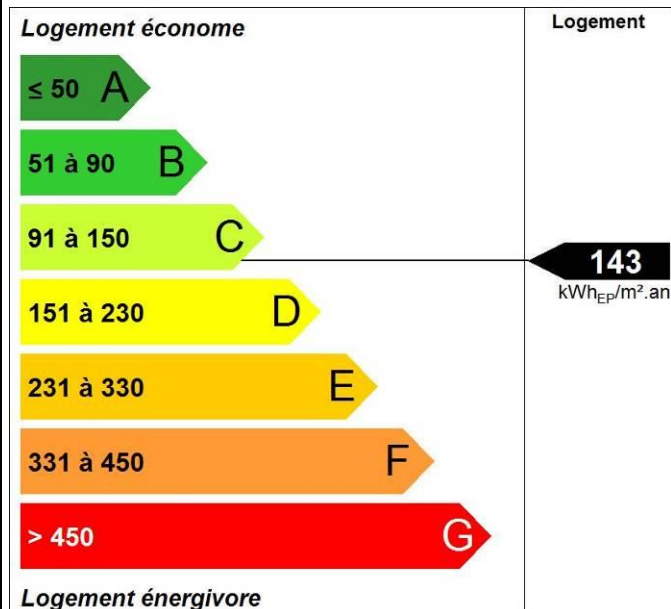 Logement économe
Logement
≤ 50 A
51 à 90 B
91 à 150 C
143
kWhEP/m².an
151 à 230 D
231 à 330 E
331 à 450 F
> 450 G
Logement énergivore